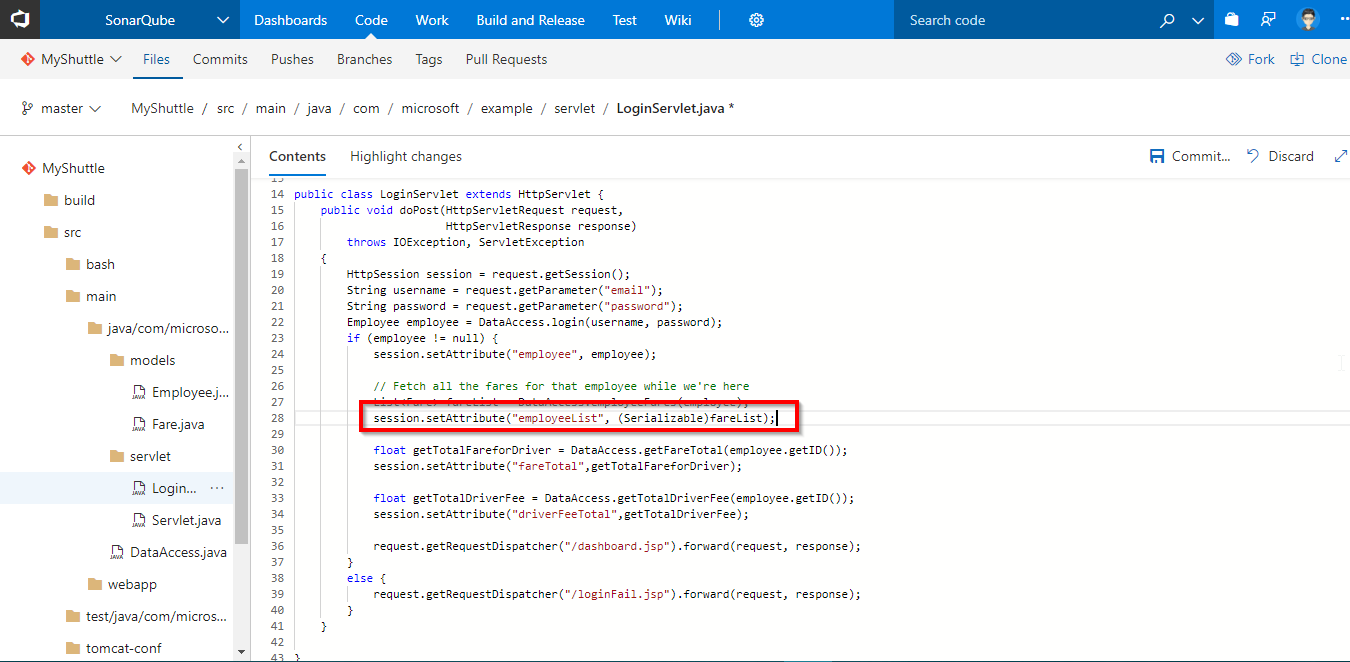 SonarQube Dashboards Code Work Build and Release Test Wiki Search code
MyShuttle Files Commits Pushes Branches Tags Pull Requests Fork Clone
master MyShuttle / src / main / java / com / microsoft / example / servlet / LoginServlet.java *
MyShuttle
build
src
bash
main
java/com/microso...
models
Employee.j...
Fare.java
servlet
Login... ...
Servlet.java
DataAccess.java
webapp
test/java/com/micros...
tomcat-conf
Contents Highlight changes Commit... Discard
13
14 public class LoginServlet extends HttpServlet {
15 public void doPost(HttpServletRequest request,
16 HttpServletResponse response)
17 throws IOException, ServletException
18 {
19 HttpSession session = request.getSession();
20 String username = request.getParameter("email");
21 String password = request.getParameter("password");
22 Employee employee = DataAccess.login(username, password);
23 if (employee != null) {
24 session.setAttribute("employee", employee);
25
26 // Fetch all the fares for that employee while we're here
27 List<Fare> fareList = DataAccess.employeeFares(employee);
28 session.setAttribute("employeeList", (Serializable)fareList);
29
30 float getTotalFareforDriver = DataAccess.getFareTotal(employee.getID());
31 session.setAttribute("fareTotal",getTotalFareforDriver);
32
33 float getTotalDriverFee = DataAccess.getTotalDriverFee(employee.getID());
34 session.setAttribute("driverFeeTotal",getTotalDriverFee);
35
36 request.getRequestDispatcher("/dashboard.jsp").forward(request, response);
37 }
38 else {
39 request.getRequestDispatcher("/loginFail.jsp").forward(request, response);
40 }
41 }
42
43 }